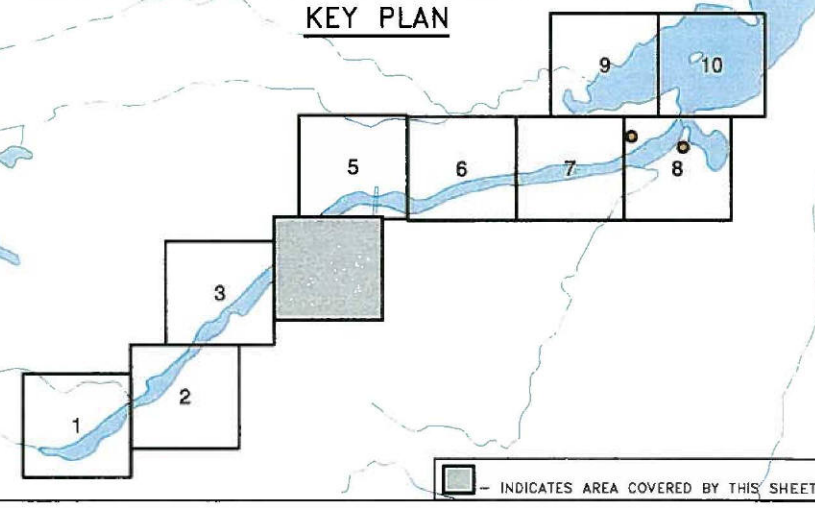 KEY PLAN
9 10
5 6 7 8
3
2
1
– INDICATES AREA COVERED BY THIS SHEET